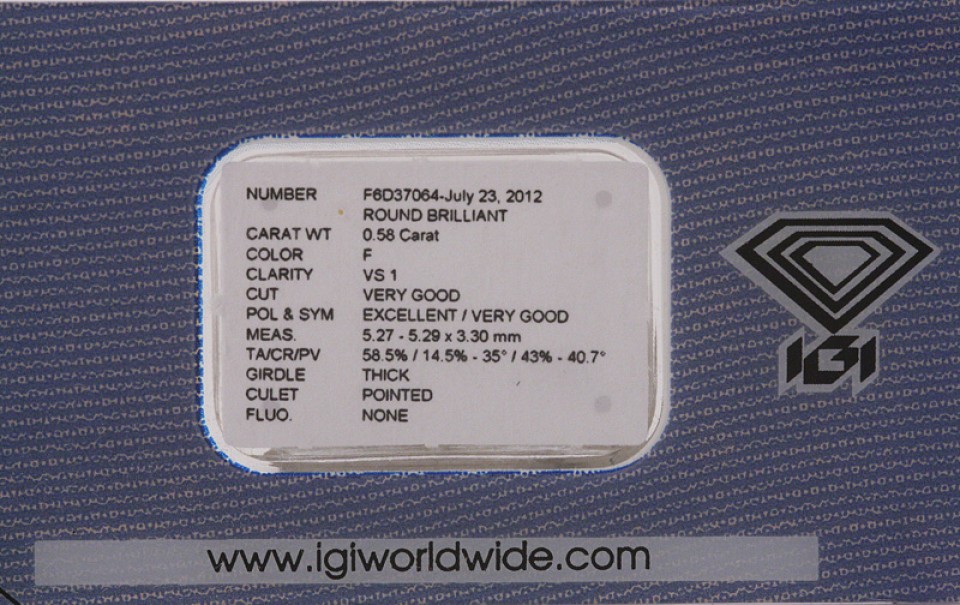 NUMBER F6D37064-July 23, 2012
ROUND BRILLIANT
CARAT WT 0.58 Carat
COLOR F
CLARITY VS 1
CUT VERY GOOD
POL & SYM EXCELLENT / VERY GOOD
MEAS. 5.27 - 5.29 x 3.30 mm
TA/CR/PV 58.5% / 14.5% - 35° / 43% - 40.7°
GIRDLE THICK
CULET POINTED
FLUO. NONE
IGI
www.igiworldwide.com